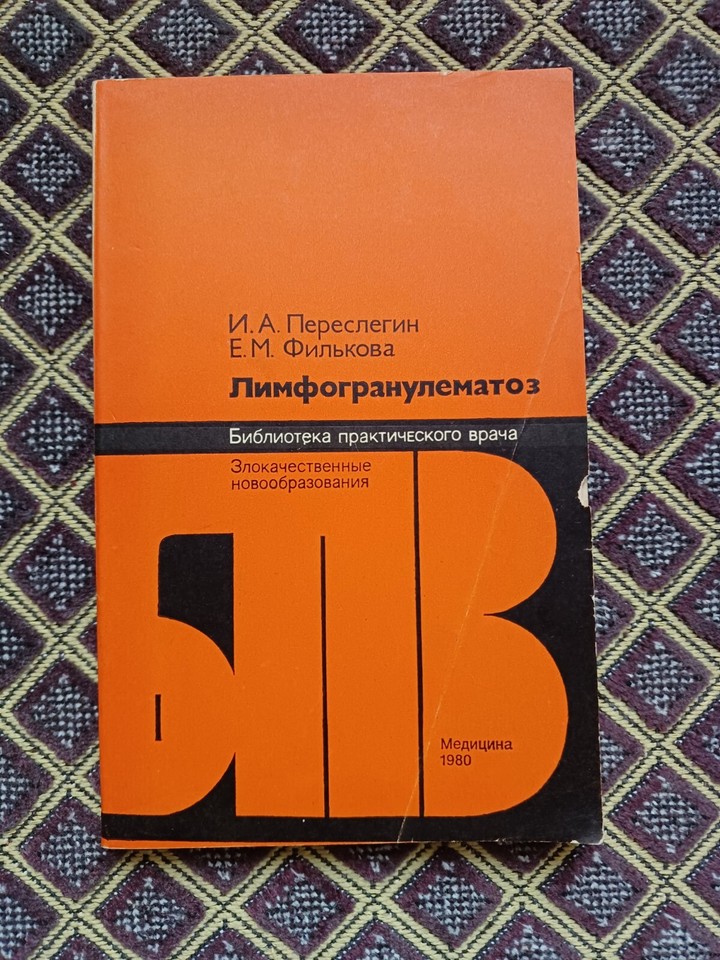 И. А. Переслегин
Е. М. Филькова
Лимфогранулематоз
Библиотека практического врача
Злокачественные
новообразования
БПВ
Медицина
1980